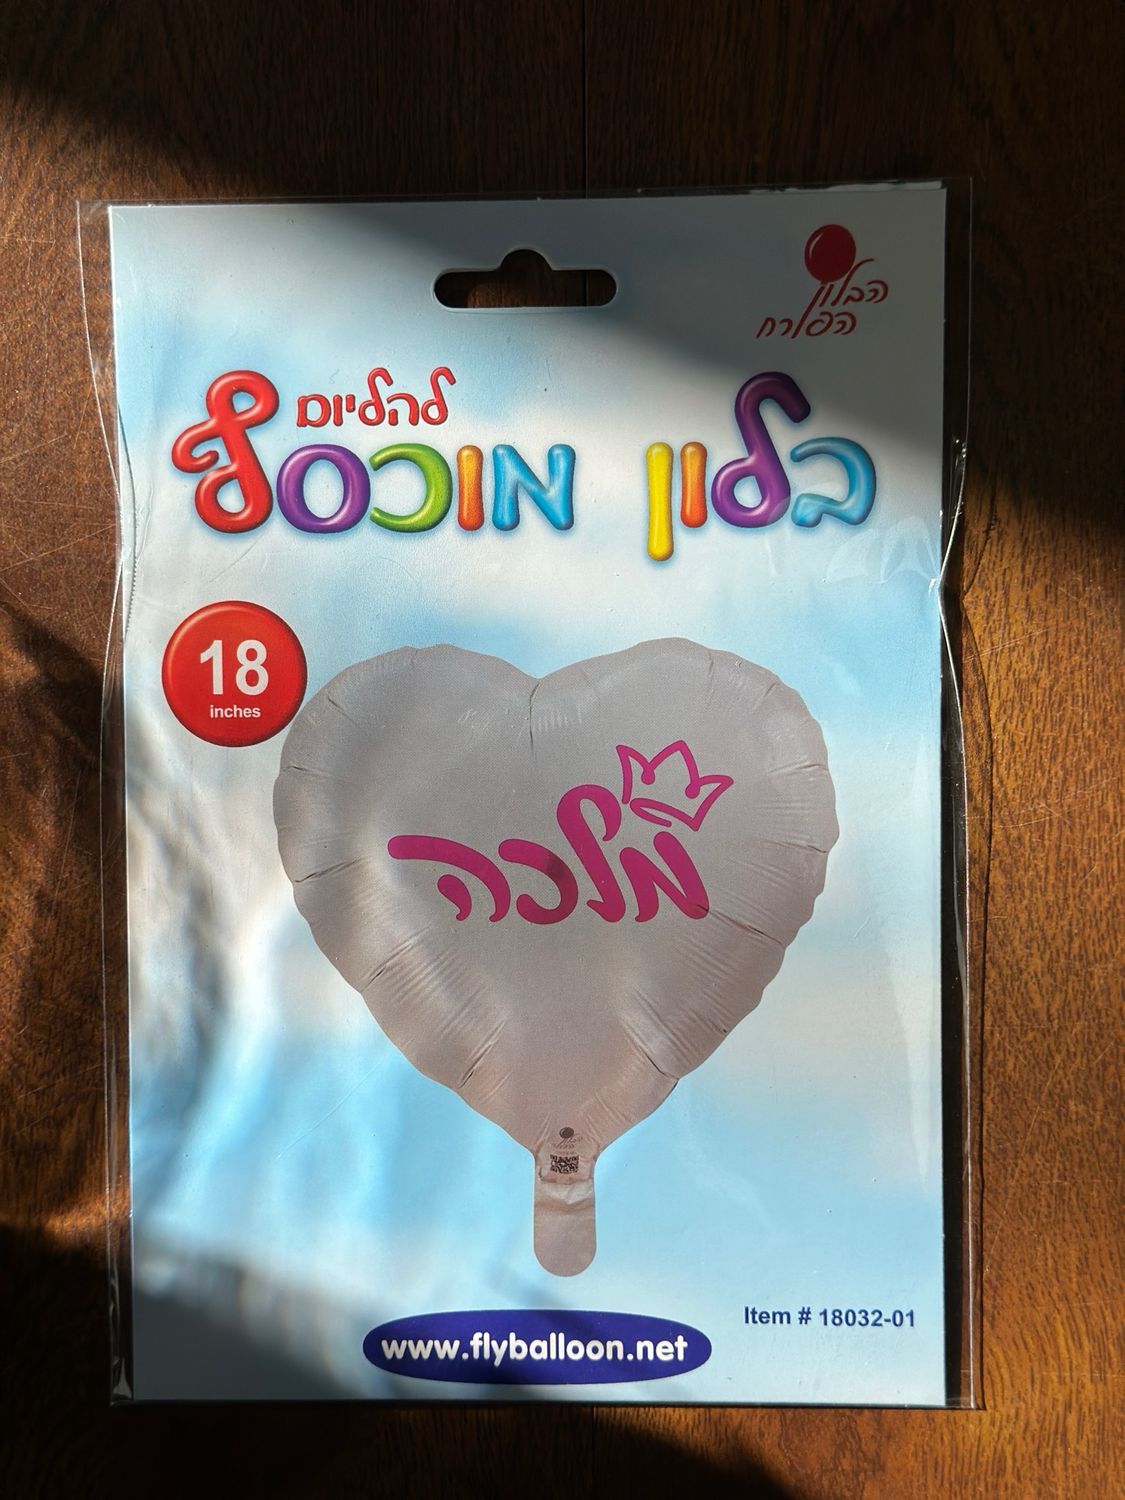 הבלון
הפורח
בלון מוכסף
להליום
18
inches
מלכה
Item # 18032-01
www.flyballoon.net